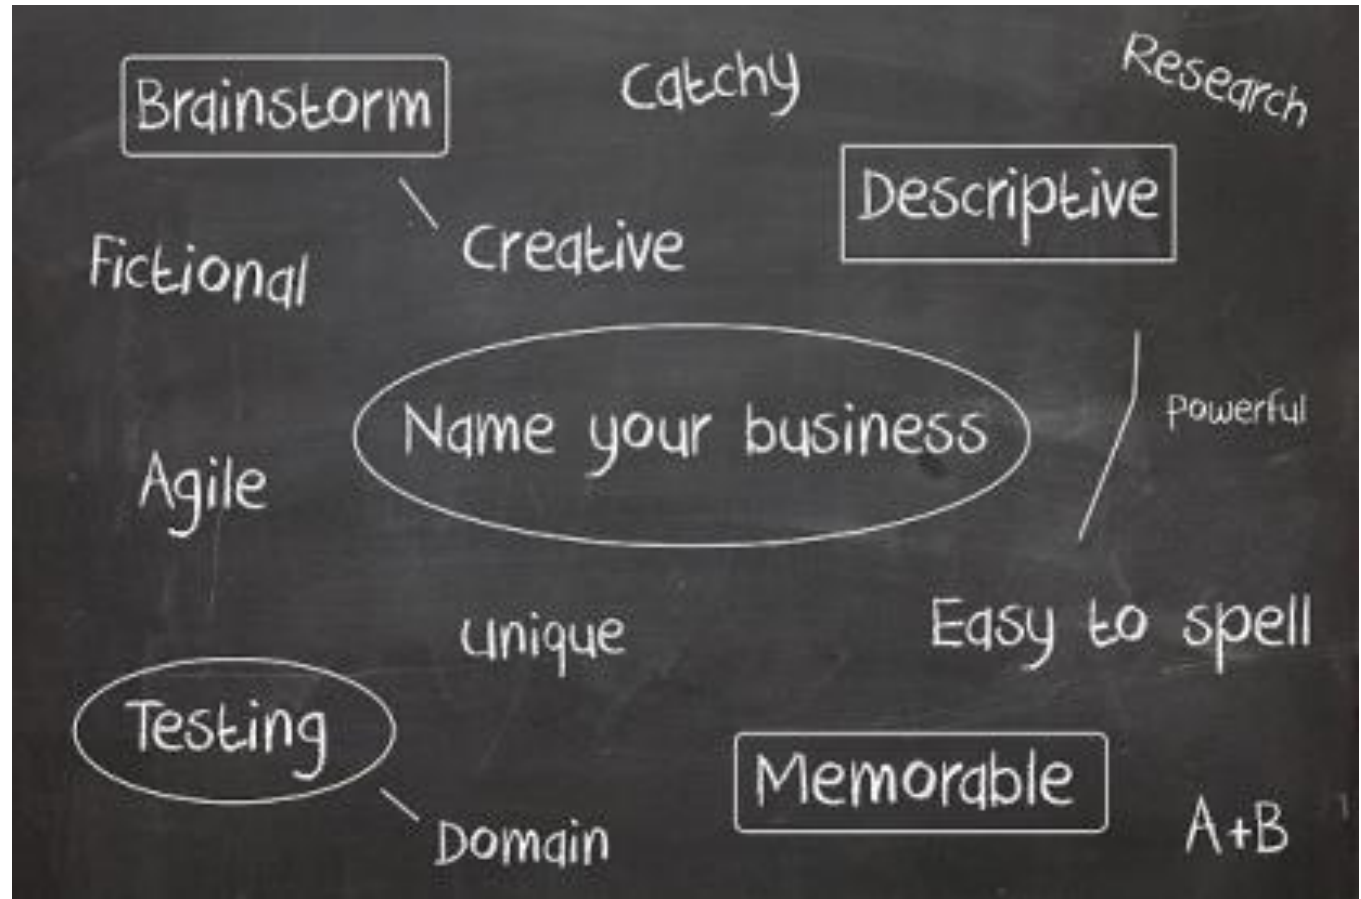 Brainstorm
Catchy
Research
Descriptive
Creative
Fictional
Name your business
Powerful
Agile
Easy to spell
unique
Testing
Memorable
Domain
A+B